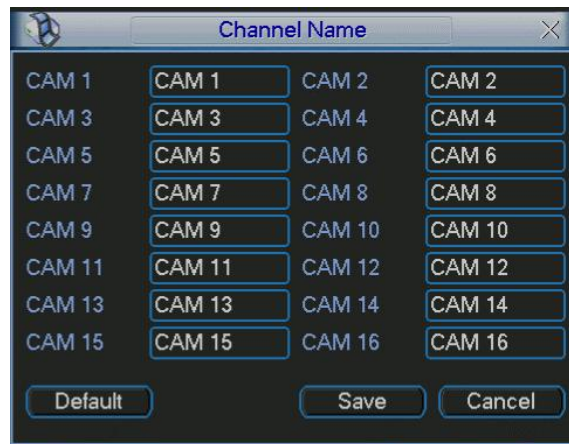 Channel Name
CAM 1 CAM 1 CAM 2 CAM 2
CAM 3 CAM 3 CAM 4 CAM 4
CAM 5 CAM 5 CAM 6 CAM 6
CAM 7 CAM 7 CAM 8 CAM 8
CAM 9 CAM 9 CAM 10 CAM 10
CAM 11 CAM 11 CAM 12 CAM 12
CAM 13 CAM 13 CAM 14 CAM 14
CAM 15 CAM 15 CAM 16 CAM 16
Default Save Cancel